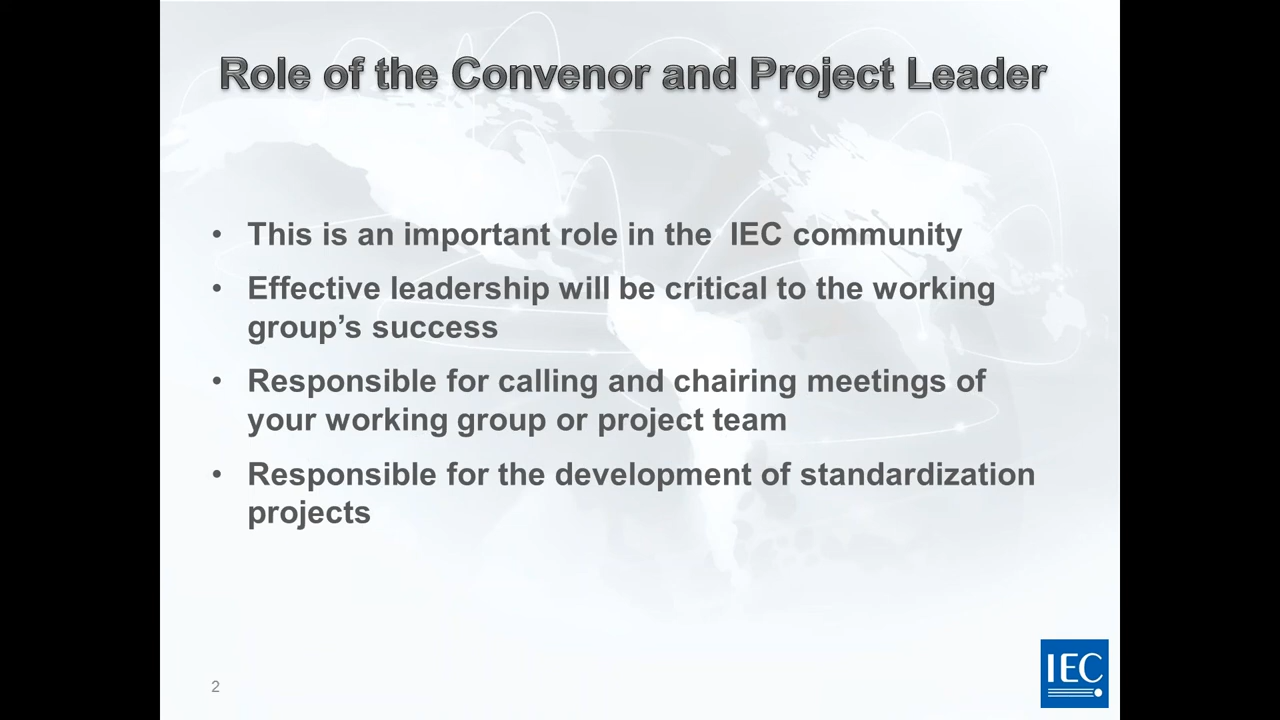 Role of the Convenor and Project Leader
• This is an important role in the  IEC community
• Effective leadership will be critical to the working
group’s success
• Responsible for calling and chairing meetings of
your working group or project team
• Responsible for the development of standardization
projects
2
IEC